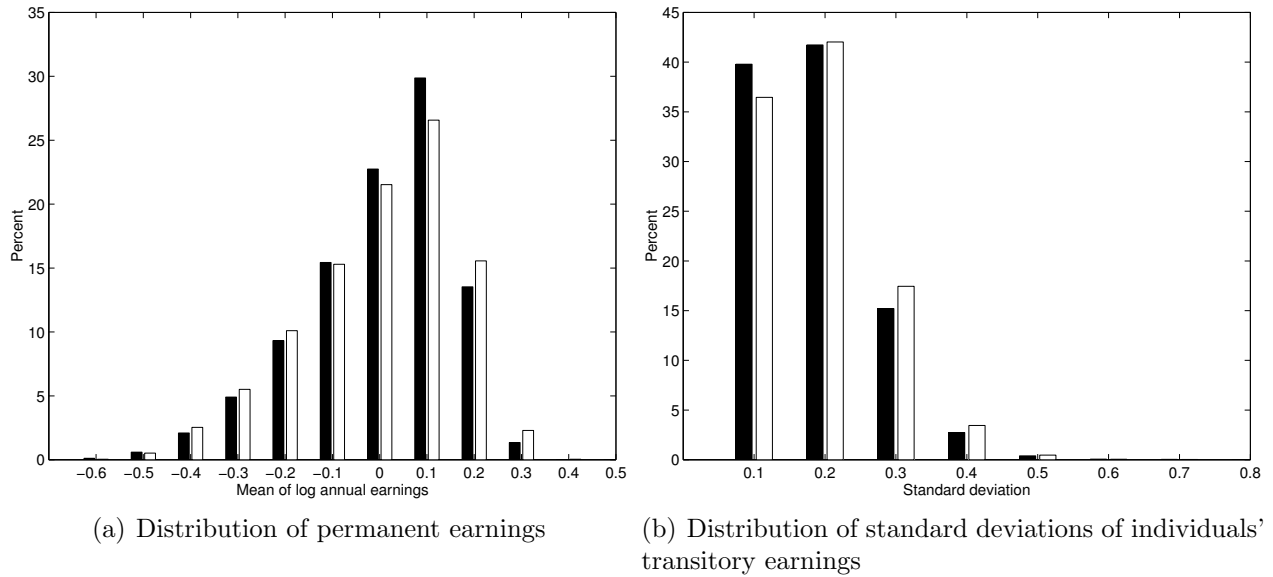 35
30
25
20
15
10
5
0
Percent
−0.6 −0.5 −0.4 −0.3 −0.2 −0.1 0 0.1 0.2 0.3 0.4 0.5
Mean of log annual earnings
(a) Distribution of permanent earnings
45
40
35
30
25
20
15
10
5
0
Percent
0.1 0.2 0.3 0.4 0.5 0.6 0.7 0.8
Standard deviation
(b) Distribution of standard deviations of individuals’
transitory earnings